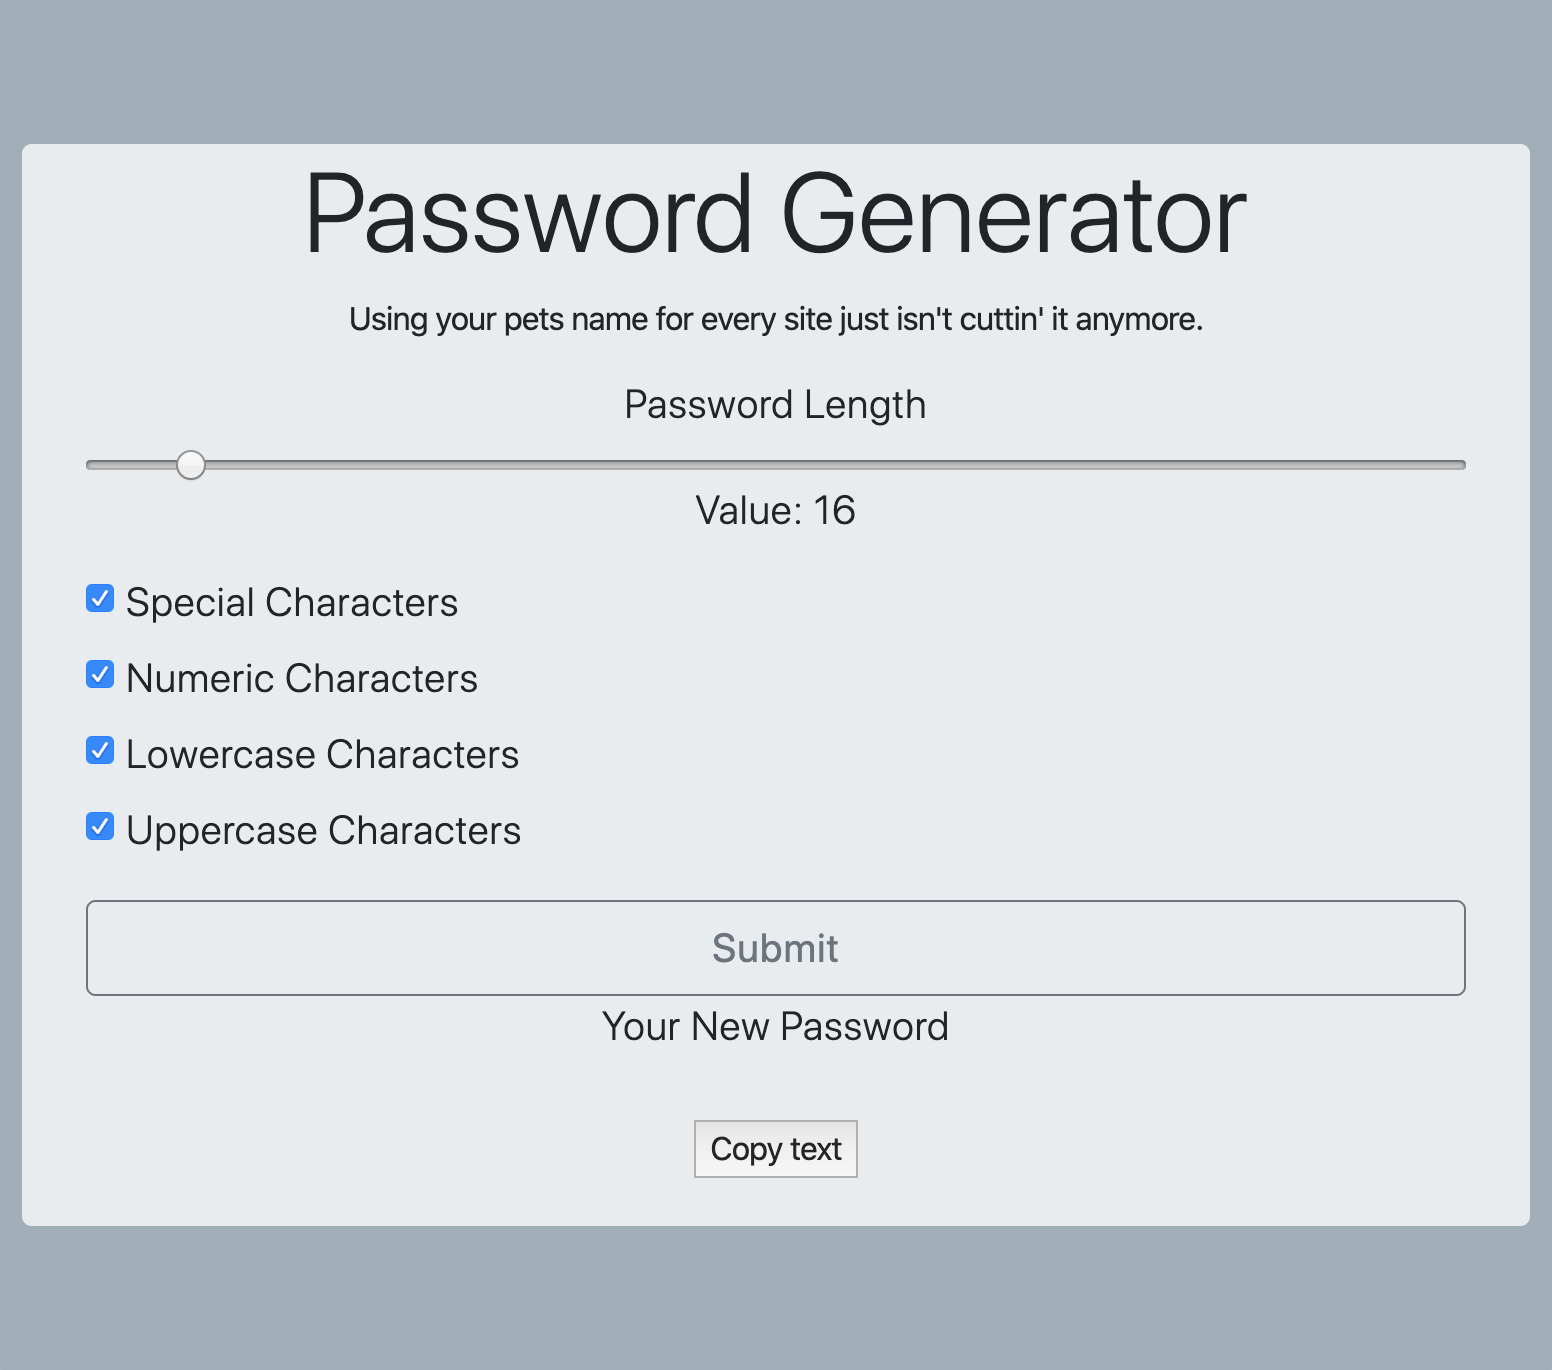 Password Generator
Using your pets name for every site just isn't cuttin' it anymore.
Password Length
Value: 16
Special Characters
Numeric Characters
Lowercase Characters
Uppercase Characters
Submit
Your New Password
Copy text